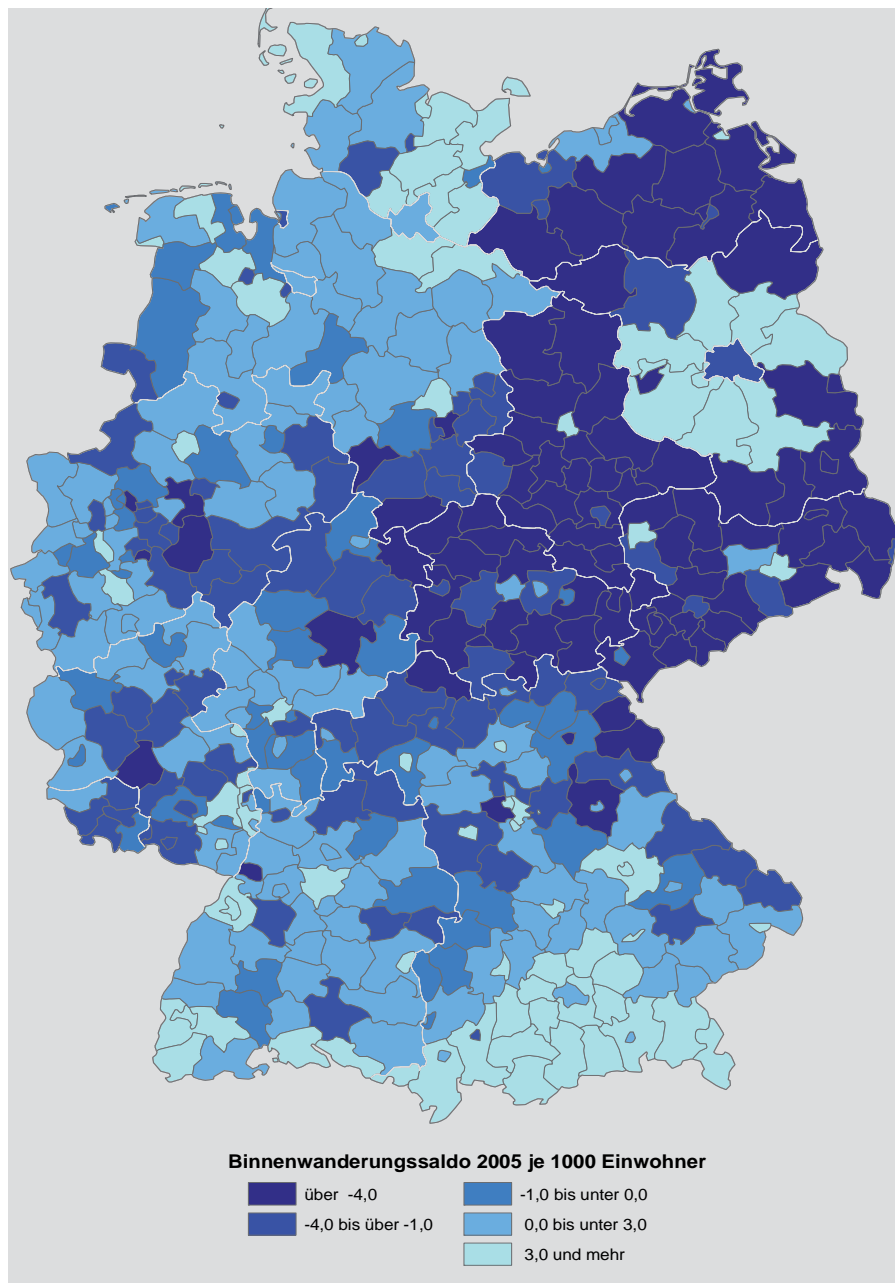 Binnenwanderungssaldo 2005 je 1000 Einwohner
über -4,0
-4,0 bis über -1,0
-1,0 bis unter 0,0
0,0 bis unter 3,0
3,0 und mehr